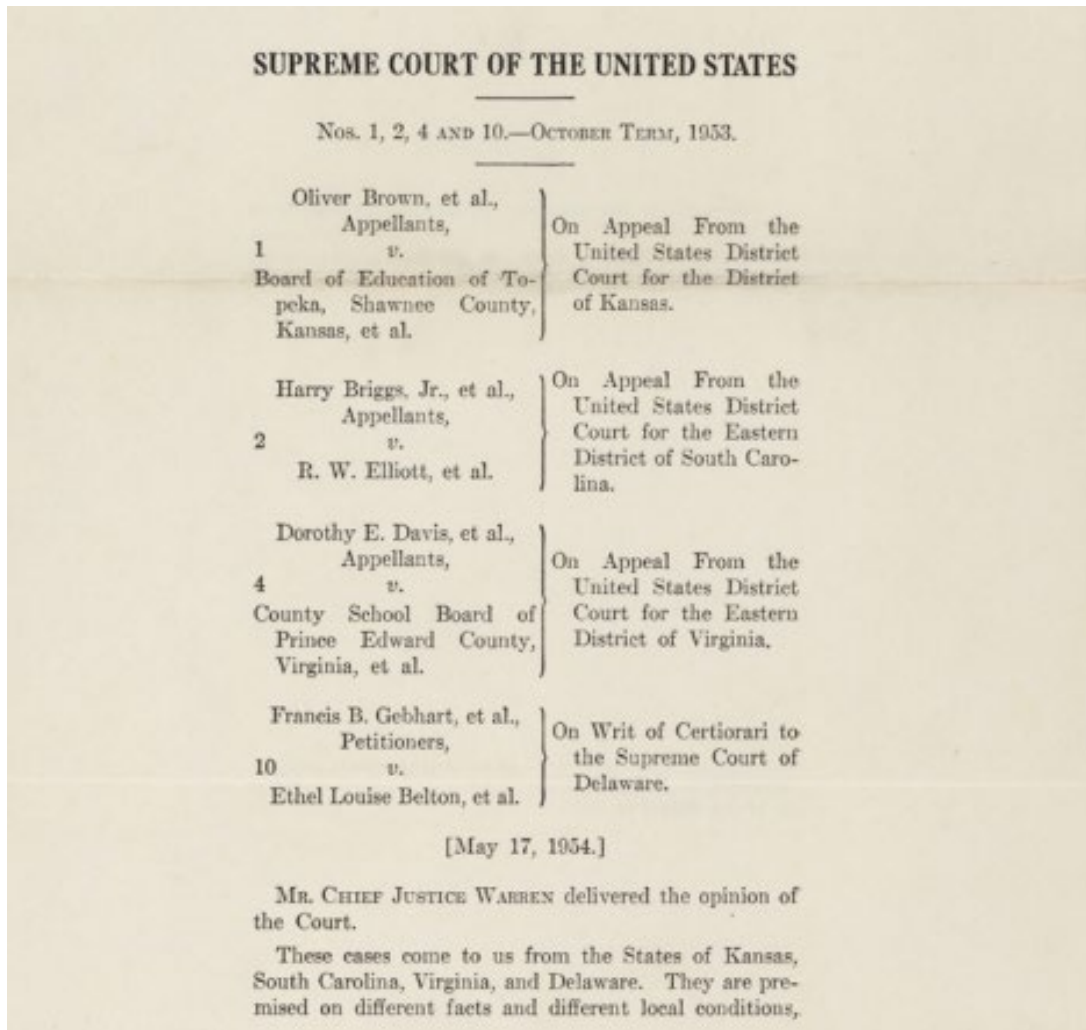 SUPREME COURT OF THE UNITED STATES
Nos. 1, 2, 4 AND 10.—OCTOBER TERM, 1953.
Oliver Brown, et al.,
Appellants,
1 v.
Board of Education of To-
peka, Shawnee County,
Kansas, et al.
On Appeal From the
United States District
Court for the District
of Kansas.
Harry Briggs, Jr., et al.,
Appellants,
2 v.
R. W. Elliott, et al.
On Appeal From the
United States District
Court for the Eastern
District of South Caro-
lina.
Dorothy E. Davis, et al.,
Appellants,
4 v.
County School Board of
Prince Edward County,
Virginia, et al.
On Appeal From the
United States District
Court for the Eastern
District of Virginia.
Francis B. Gebhart, et al.,
Petitioners,
10 v.
Ethel Louise Belton, et al.
On Writ of Certiorari to
the Supreme Court of
Delaware.
[May 17, 1954.]
MR. CHIEF JUSTICE WARREN delivered the opinion of
the Court.
These cases come to us from the States of Kansas,
South Carolina, Virginia, and Delaware. They are pre-
mised on different facts and different local conditions,